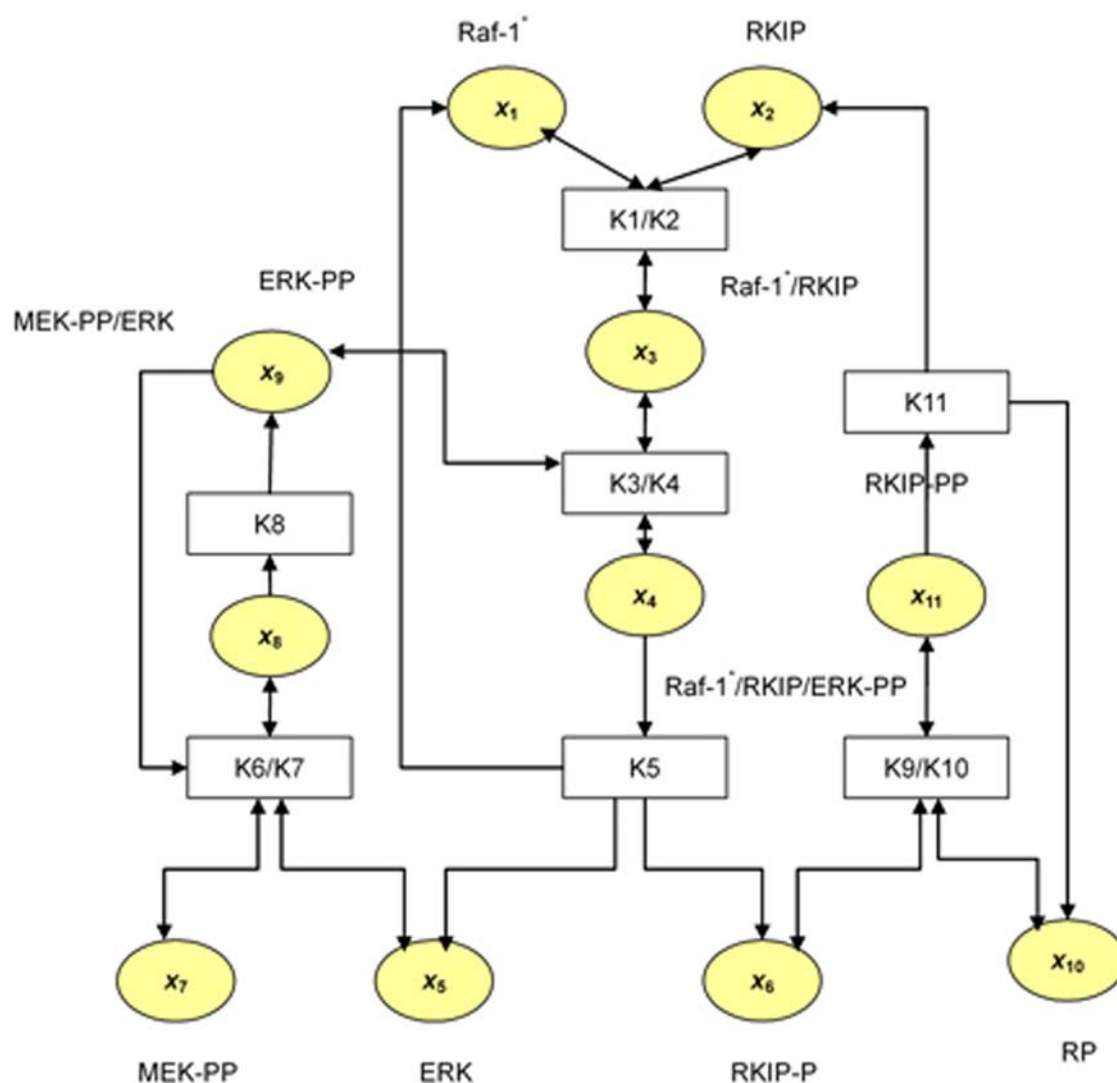 Raf-1*
RKIP
x1
x2
K1/K2
ERK-PP
Raf-1*/RKIP
MEK-PP/ERK
x9
x3
K11
K3/K4
RKIP-PP
K8
x4
x11
x8
Raf-1*/RKIP/ERK-PP
K6/K7
K5
K9/K10
x7
x5
x6
x10
MEK-PP
ERK
RKIP-P
RP